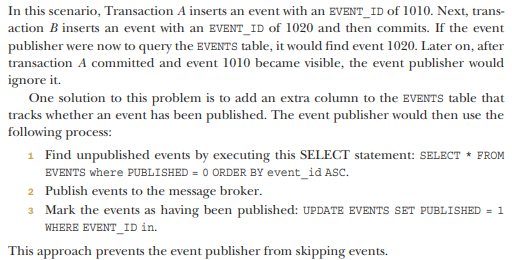 In this scenario, Transaction A inserts an event with an EVENT_ID of 1010. Next, trans-
action B inserts an event with an EVENT_ID of 1020 and then commits. If the event
publisher were now to query the EVENTS table, it would find event 1020. Later on, after
transaction A committed and event 1010 became visible, the event publisher would
ignore it.
One solution to this problem is to add an extra column to the EVENTS table that
tracks whether an event has been published. The event publisher would then use the
following process:
1 Find unpublished events by executing this SELECT statement: SELECT * FROM
EVENTS where PUBLISHED = 0 ORDER BY event_id ASC.
2 Publish events to the message broker.
3 Mark the events as having been published: UPDATE EVENTS SET PUBLISHED = 1
WHERE EVENT_ID in.
This approach prevents the event publisher from skipping events.